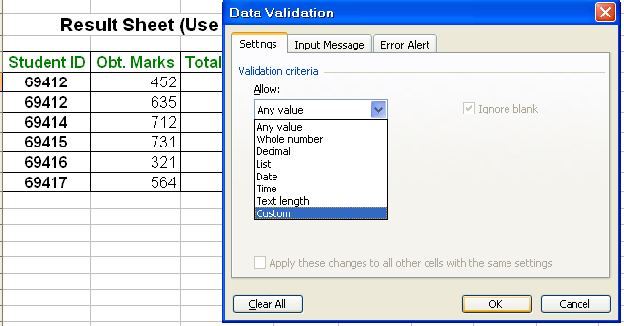 Result Sheet (Use
Student ID Obt. Marks Total
69412 452
69412 635
69414 712
69415 731
69416 321
69417 564
Data Validation
Settings Input Message Error Alert
Validation criteria
Allow:
Any value Ignore blank
Any value
Whole number
Decimal
List
Date
Time
Text length
Custom
Apply these changes to all other cells with the same settings
Clear All OK Cancel